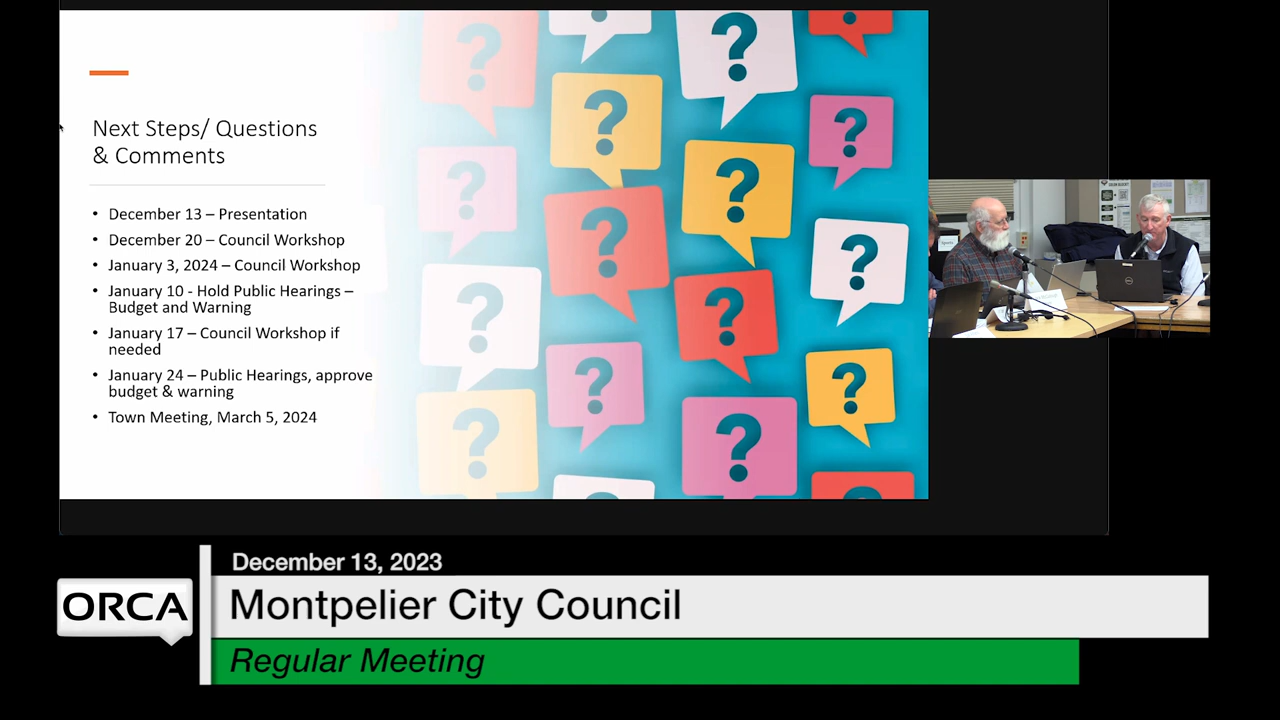 Next Steps/ Questions
& Comments
• December 13 – Presentation
• December 20 – Council Workshop
• January 3, 2024 – Council Workshop
• January 10 - Hold Public Hearings –
Budget and Warning
• January 17 – Council Workshop if
needed
• January 24 – Public Hearings, approve
budget & warning
• Town Meeting, March 5, 2024
? ? ? ? ? ? ? ? ? ? ? ? ? ? ?
DELL
December 13, 2023
ORCA
Montpelier City Council
Regular Meeting